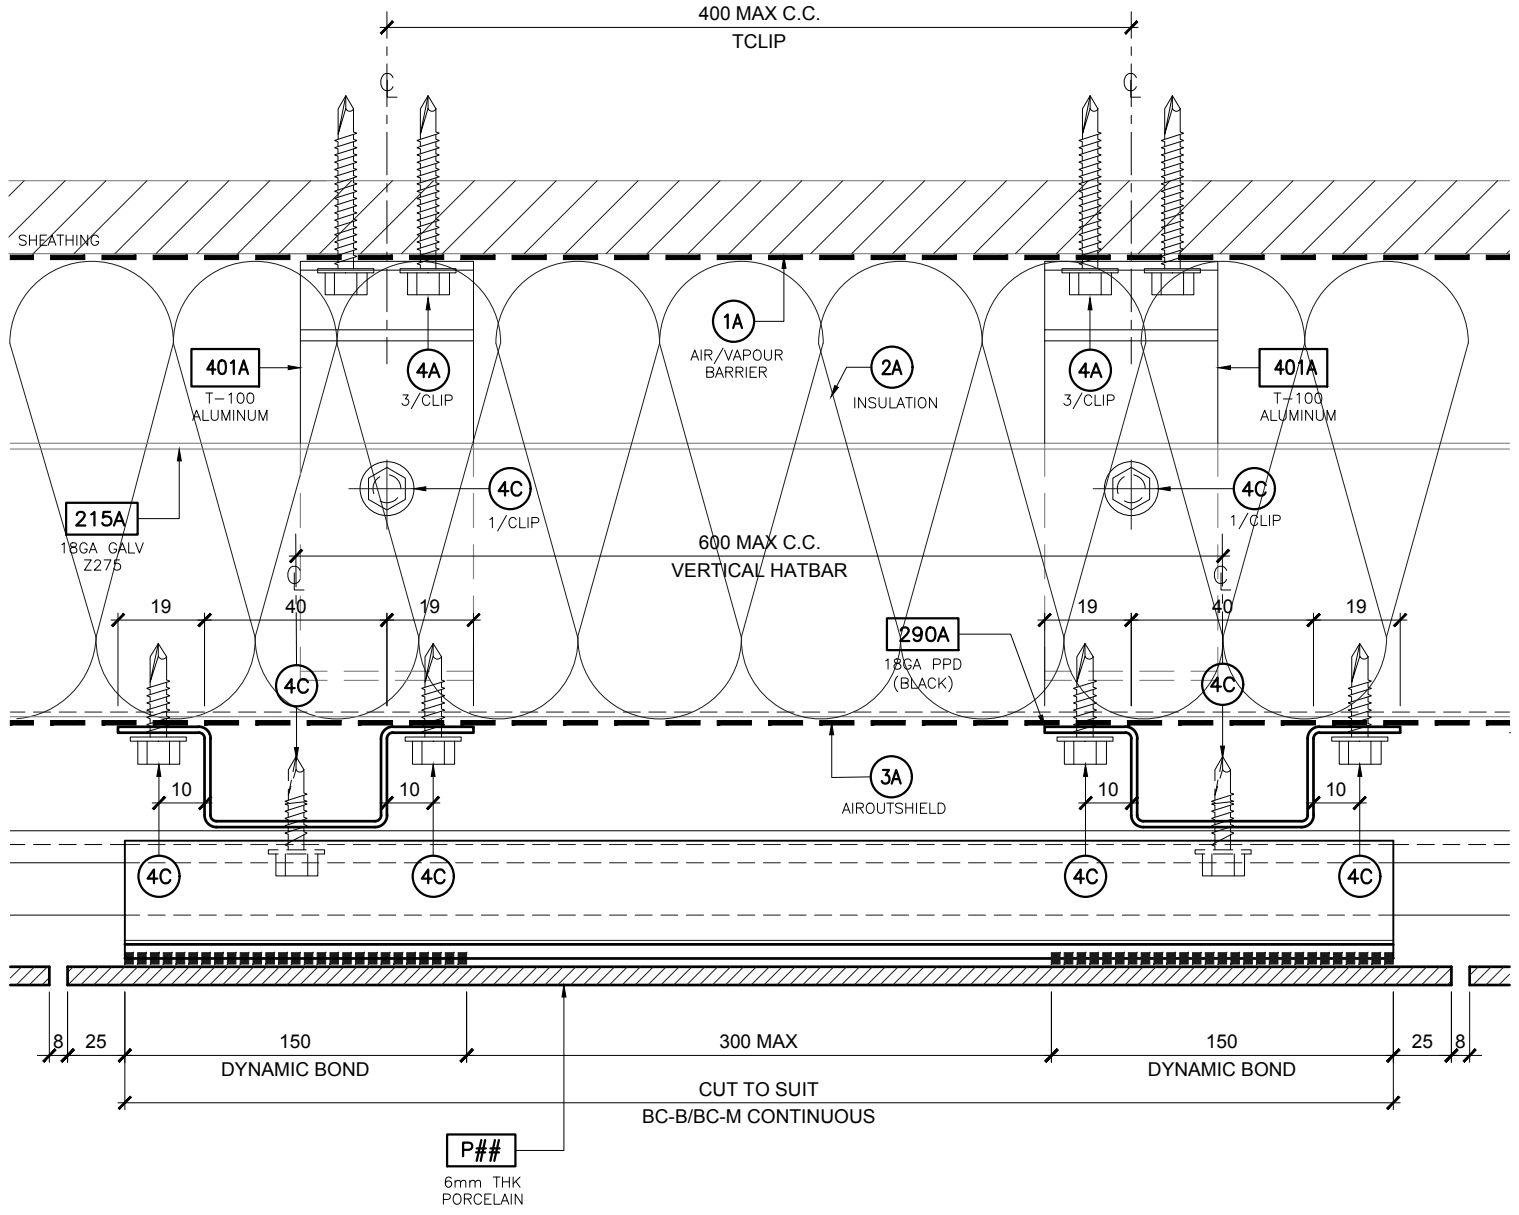 400 MAX C.C.
TCLIP
℄
℄
SHEATHING
1A
AIR/VAPOUR
BARRIER
401A
T-100
ALUMINUM
4A
3/CLIP
2A
INSULATION
4A
3/CLIP
401A
T-100
ALUMINUM
4C
1/CLIP
4C
1/CLIP
215A
18GA GALV
Z275
600 MAX C.C.
VERTICAL HATBAR
℄
℄
19
40
19
19
40
19
290A
18GA PPD
(BLACK)
4C
4C
10
10
3A
AIROUTSHIELD
10
10
4C
4C
4C
4C
8
25
150
DYNAMIC BOND
300 MAX
150
DYNAMIC BOND
25
8
CUT TO SUIT
BC-B/BC-M CONTINUOUS
P##
6mm THK
PORCELAIN